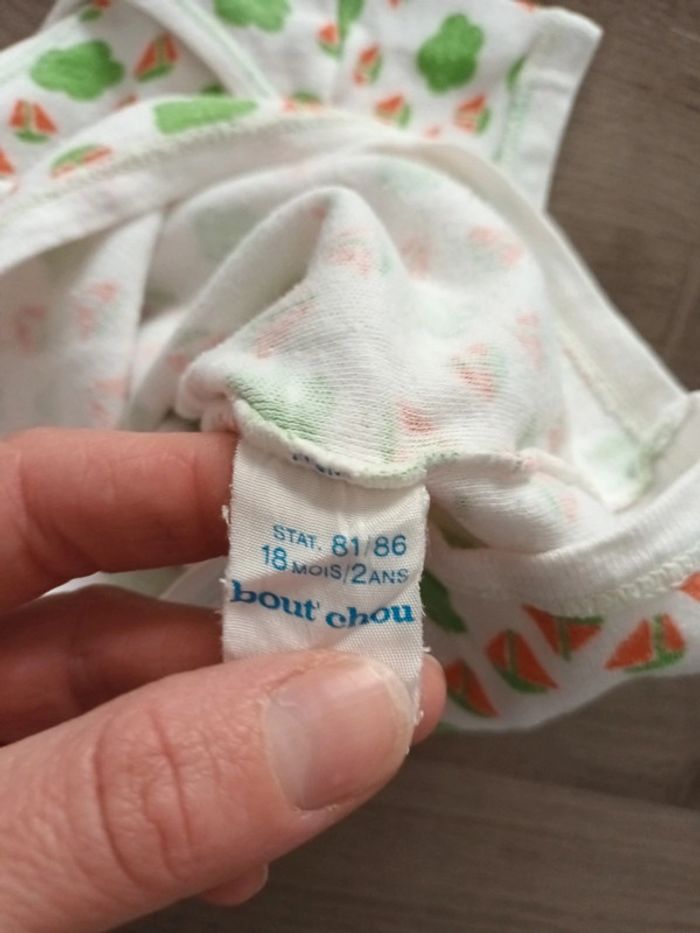 STAT. 81/86
18 MOIS/2 ANS
bout' chou